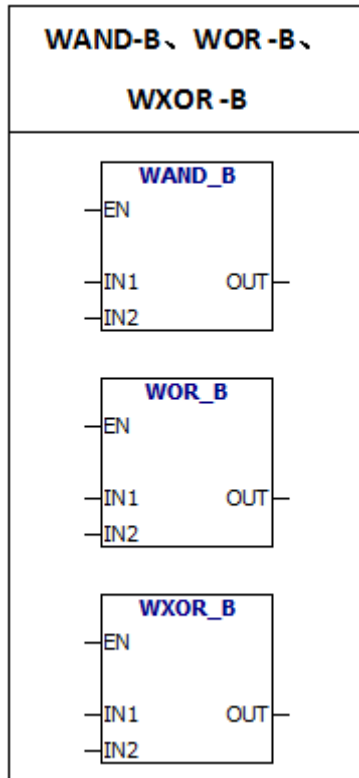 WAND-B、WOR-B、
WXOR-B
WAND_B
EN
IN1 OUT
IN2
WOR_B
EN
IN1 OUT
IN2
WXOR_B
EN
IN1 OUT
IN2